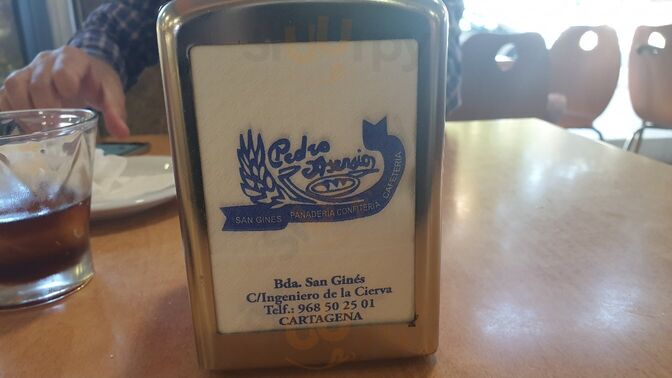 Pedro
Asensio
SAN GINES PANADERIA CONFITERIA CAFETERIA
Bda. San Ginés
C/Ingeniero de la Cierva
Telf.: 968 50 25 01
CARTAGENA